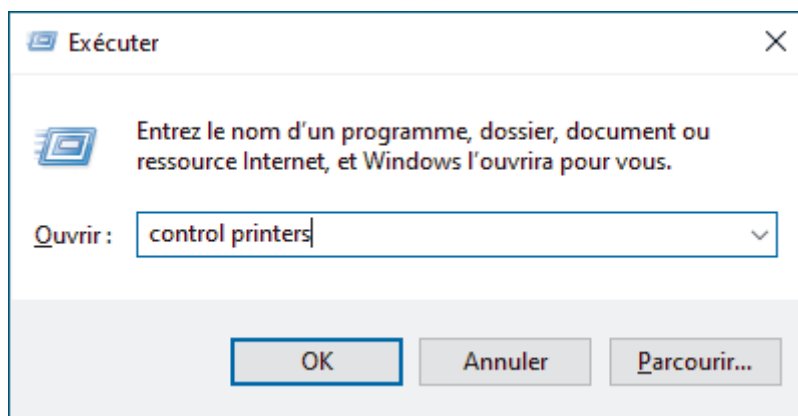 Exécuter
Entrez le nom d’un programme, dossier, document ou
ressource Internet, et Windows l’ouvrira pour vous.
Ouvrir : control printers
OK Annuler Parcourir...